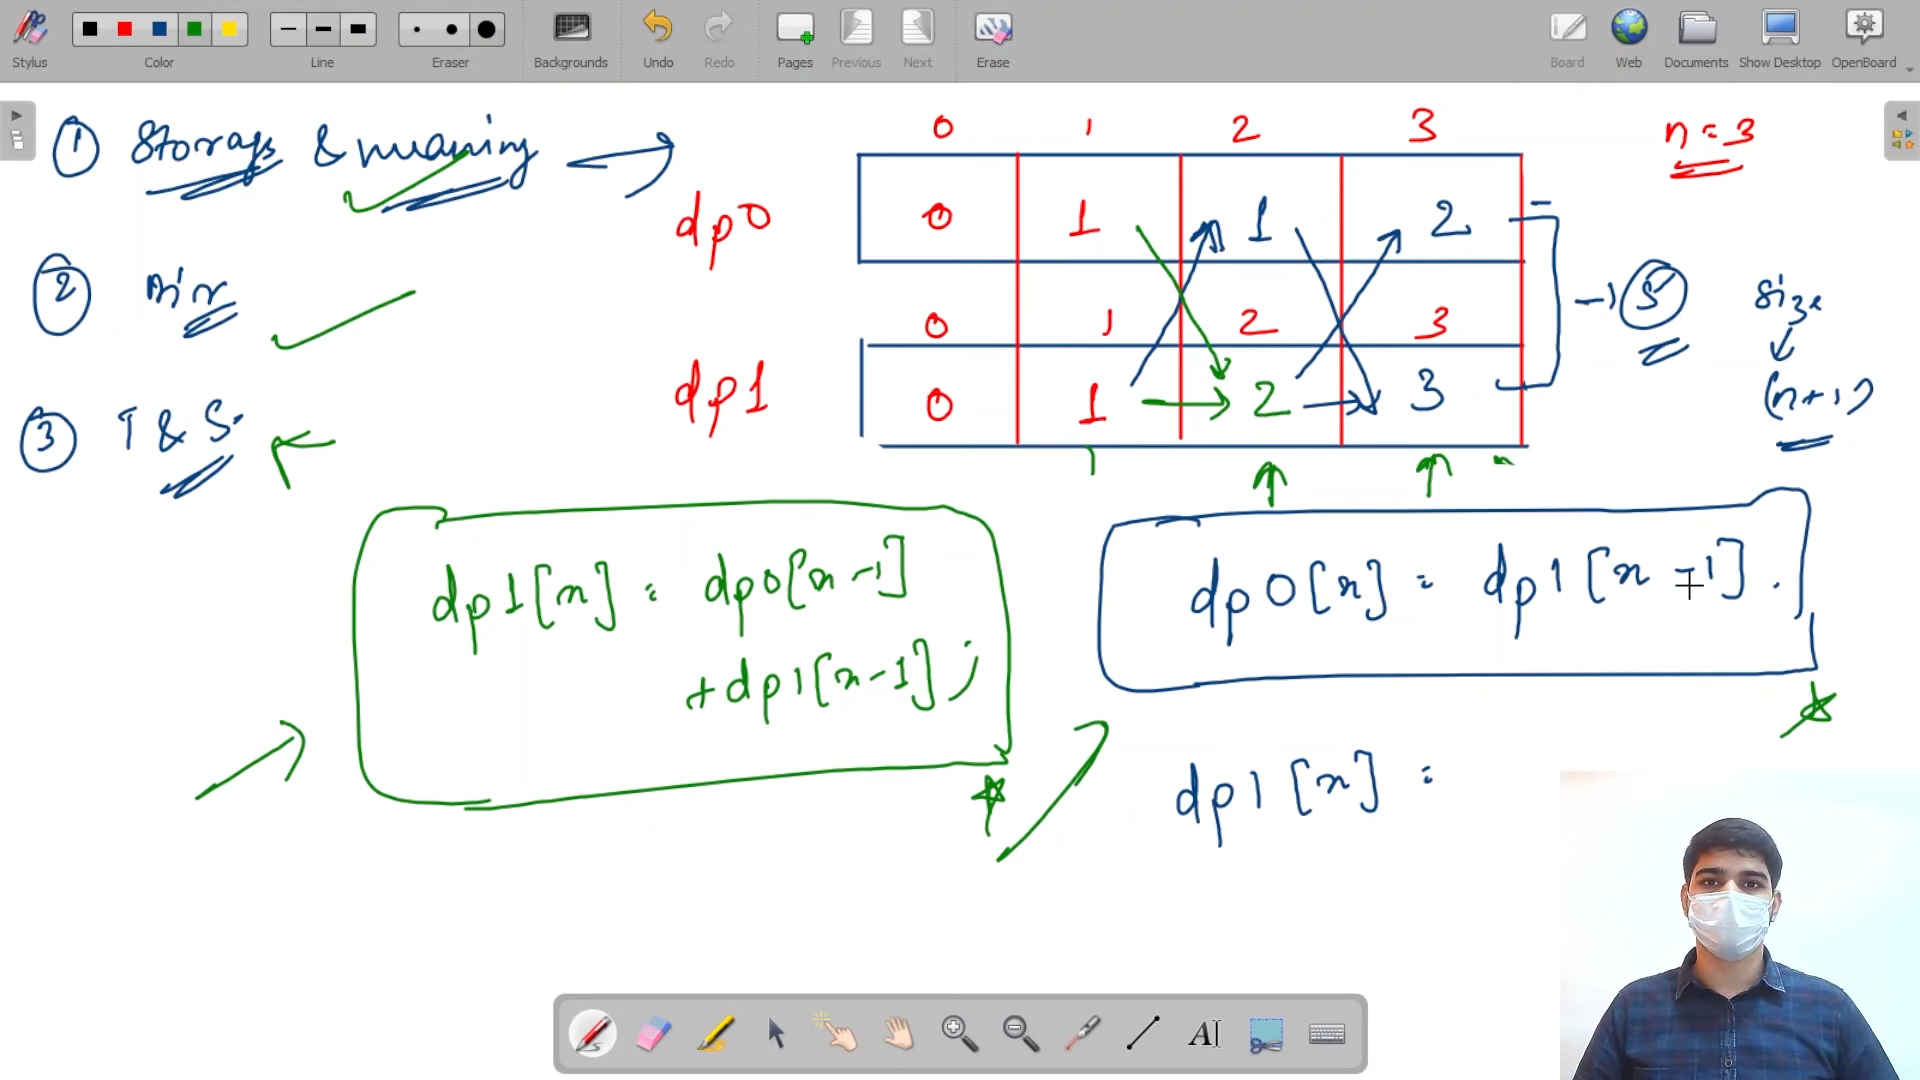 Stylus Color Line Eraser Backgrounds Undo Redo Pages Previous Next Erase Board Web Documents Show Desktop OpenBoard
① Storage & meaning
0 1 2 3
n = 3
dp0 0 1 1 2
② Dir
0 1 2 3
5
size
(n+1)
dp1 0 1 2 3
③ T & S.
1
n
dp1[x] = dp0[x-1]
+dp1[x-1];
dp0[x] = dp1[x-1].
dp1[x] =